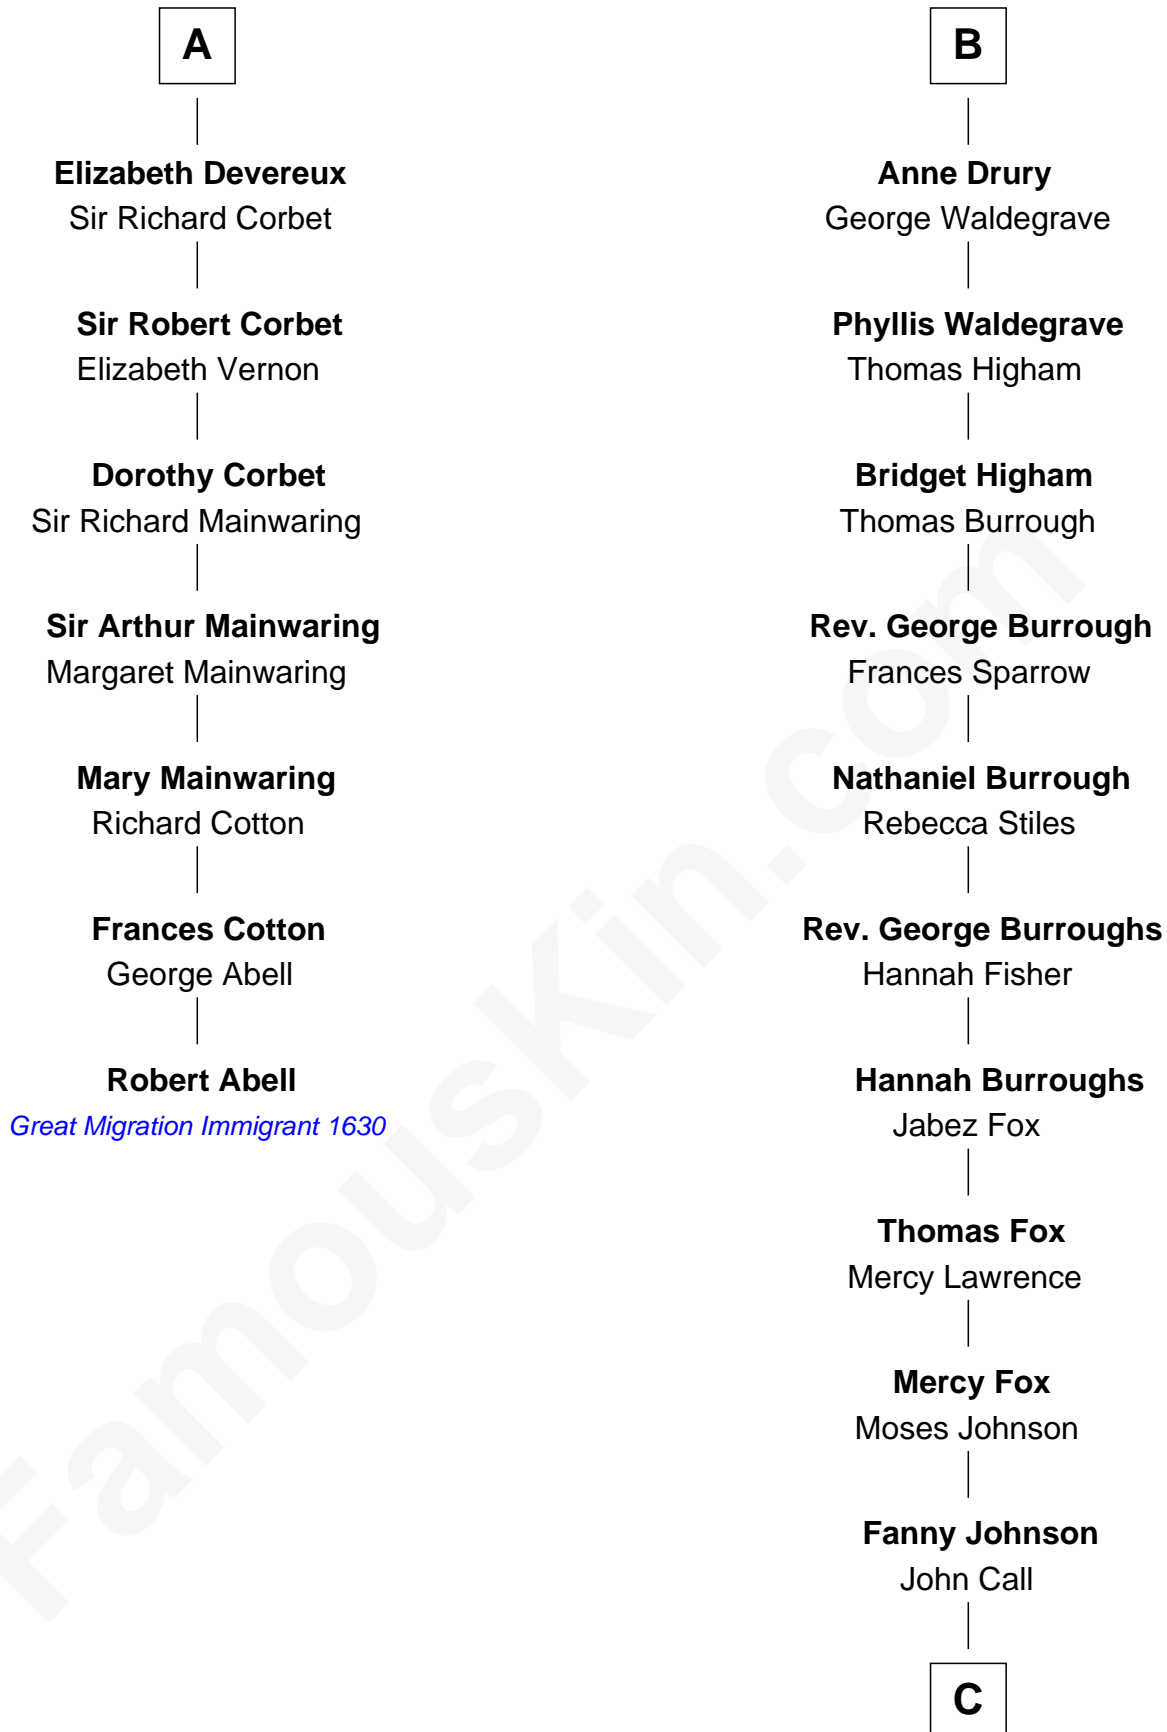 A
Elizabeth Devereux
Sir Richard Corbet
Sir Robert Corbet
Elizabeth Vernon
Dorothy Corbet
Sir Richard Mainwaring
Sir Arthur Mainwaring
Margaret Mainwaring
Mary Mainwaring
Richard Cotton
Frances Cotton
George Abell
Robert Abell
Great Migration Immigrant 1630
B
Anne Drury
George Waldegrave
Phyllis Waldegrave
Thomas Higham
Bridget Higham
Thomas Burrough
Rev. George Burrough
Frances Sparrow
Nathaniel Burrough
Rebecca Stiles
Rev. George Burroughs
Hannah Fisher
Hannah Burroughs
Jabez Fox
Thomas Fox
Mercy Lawrence
Mercy Fox
Moses Johnson
Fanny Johnson
John Call
C
FamousKin.com